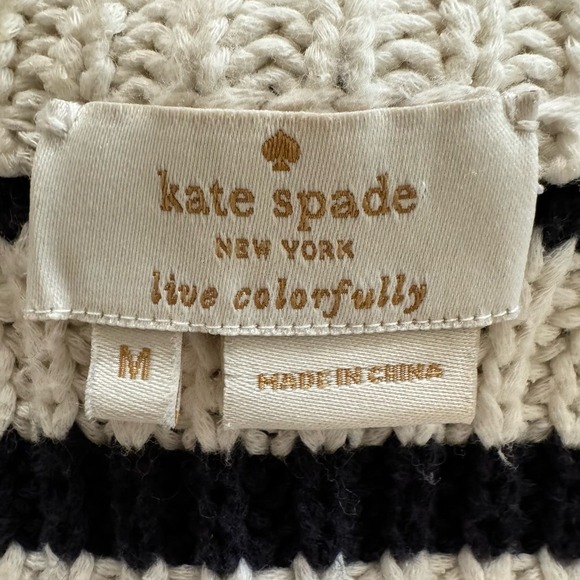 kate spade
NEW YORK
live colorfully
M
MADE IN CHINA